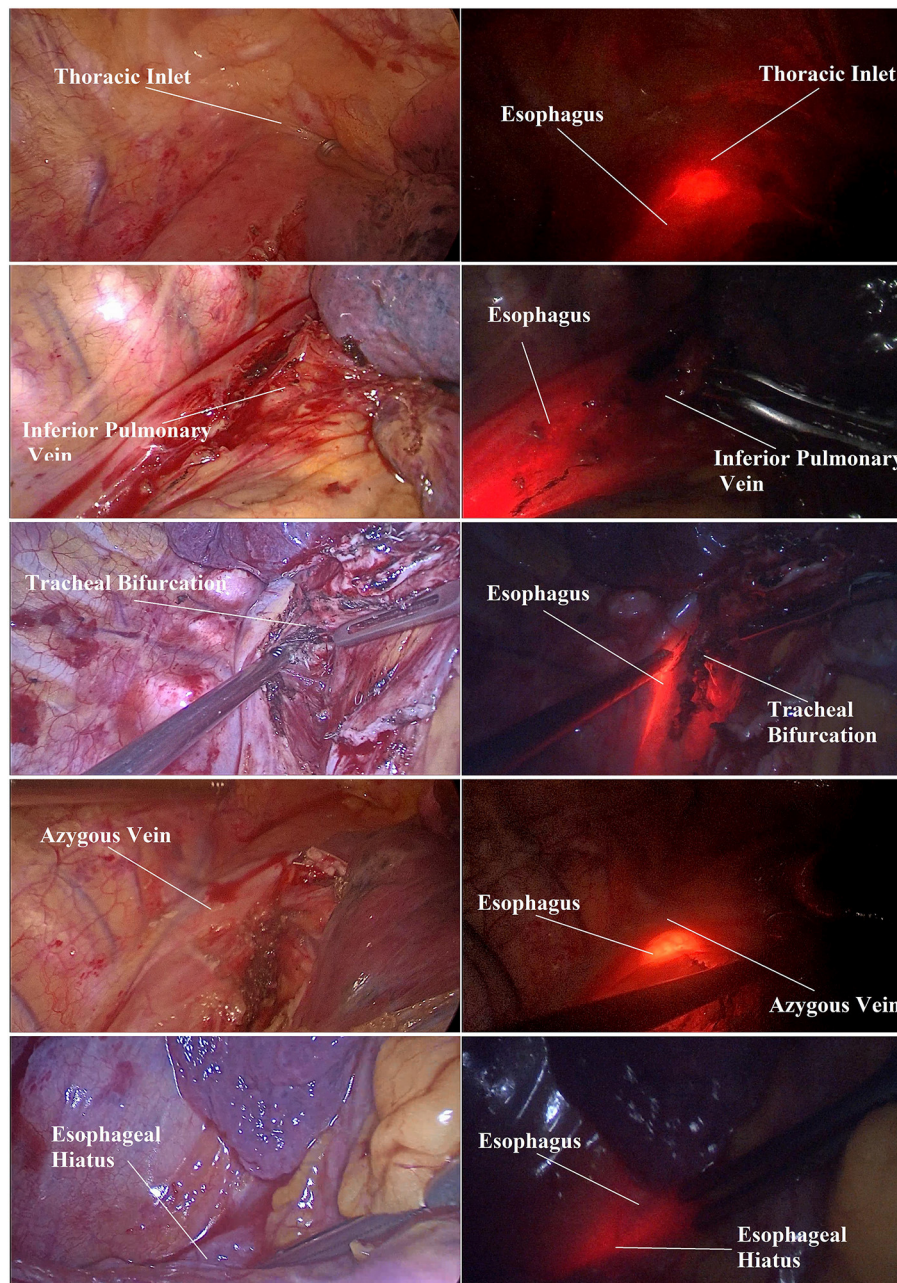 Thoracic Inlet
Thoracic Inlet
Esophagus
Inferior Pulmonary
Vein
Esophagus
Inferior Pulmonary
Vein
Tracheal Bifurcation
Esophagus
Tracheal
Bifurcation
Azygous Vein
Esophagus
Azygous Vein
Esophageal
Hiatus
Esophagus
Esophageal
Hiatus